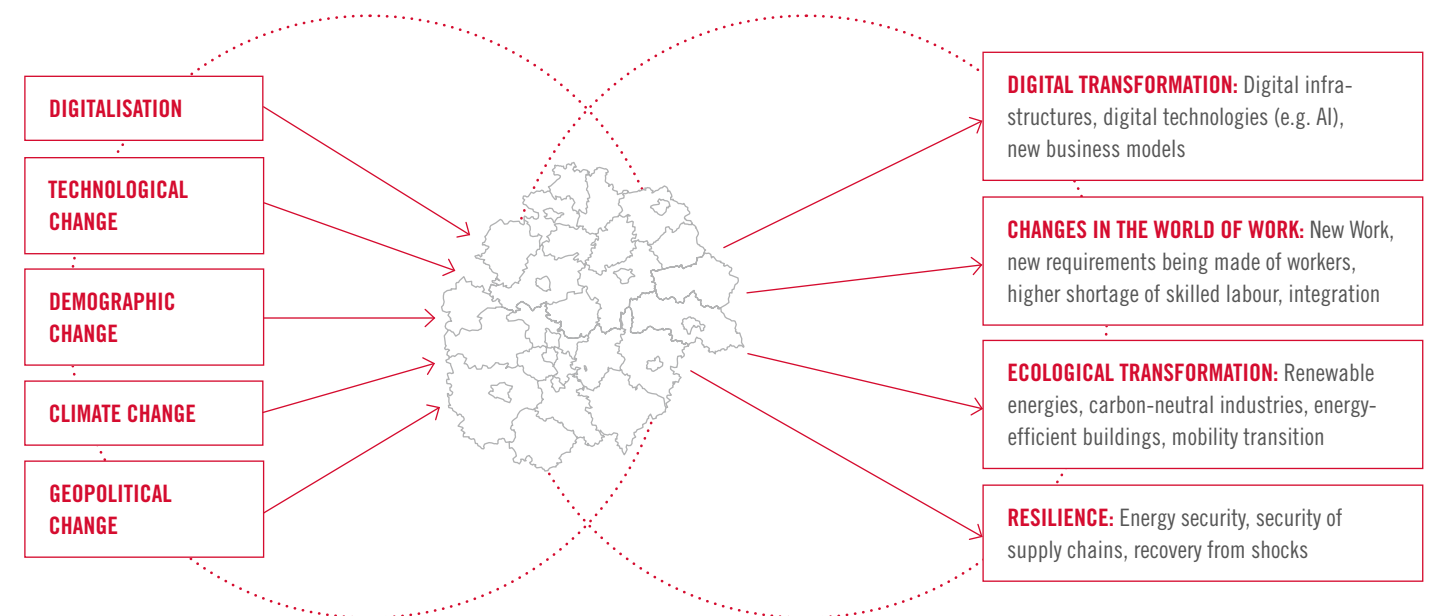 DIGITALISATION
TECHNOLOGICAL
CHANGE
DEMOGRAPHIC
CHANGE
CLIMATE CHANGE
GEOPOLITICAL
CHANGE
DIGITAL TRANSFORMATION: Digital infra-
structures, digital technologies (e.g. AI),
new business models
CHANGES IN THE WORLD OF WORK: New Work,
new requirements being made of workers,
higher shortage of skilled labour, integration
ECOLOGICAL TRANSFORMATION: Renewable
energies, carbon-neutral industries, energy-
efficient buildings, mobility transition
RESILIENCE: Energy security, security of
supply chains, recovery from shocks